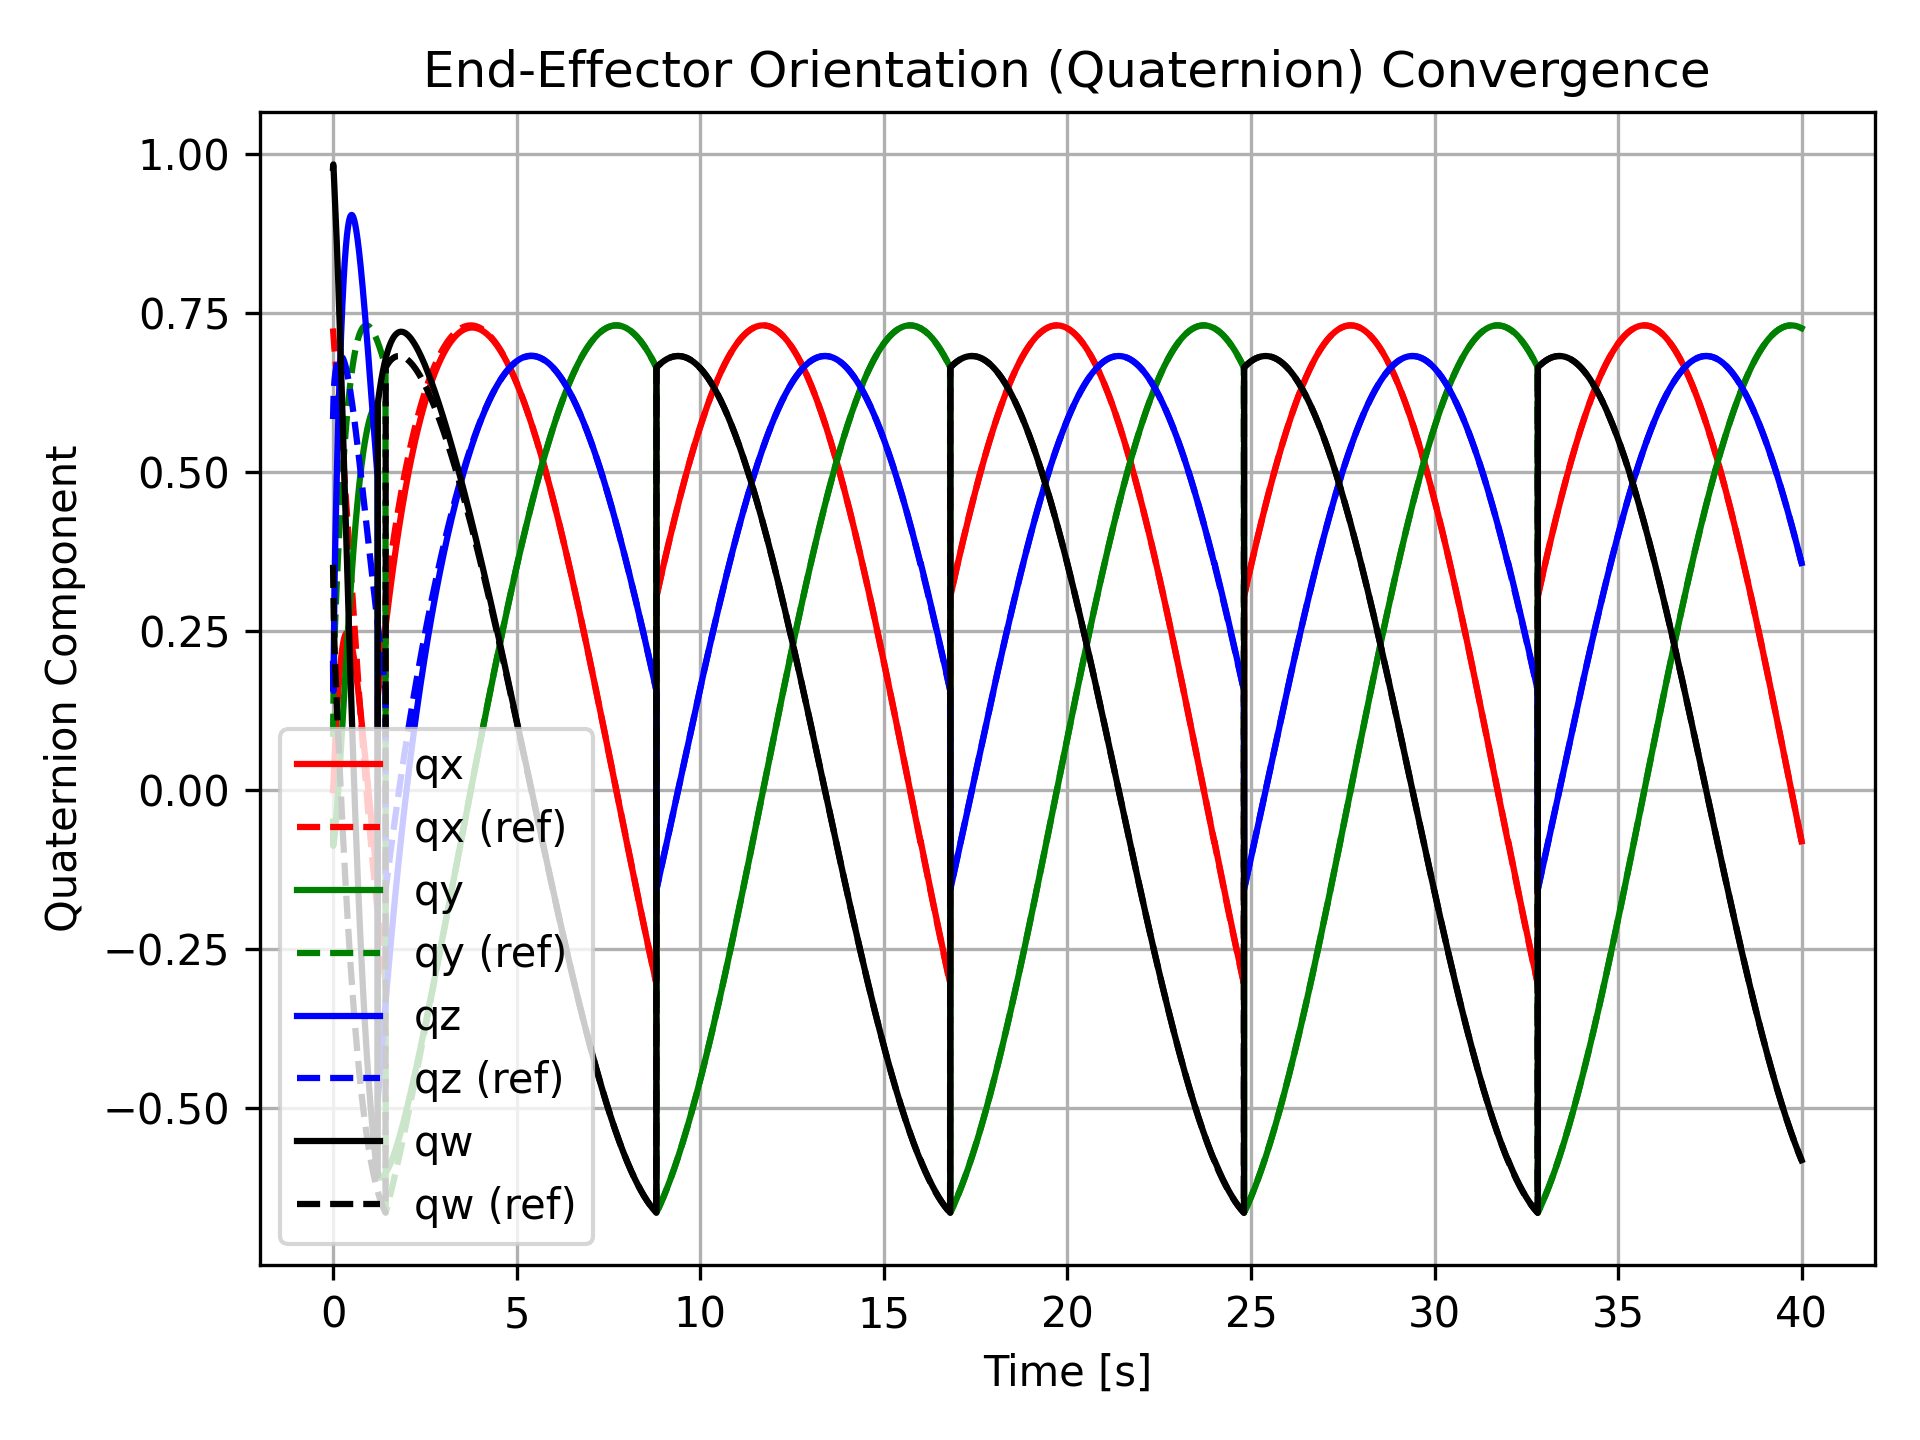 End-Effector Orientation (Quaternion) Convergence
Quaternion Component
1.00
0.75
0.50
0.25
0.00
−0.25
−0.50
qx
qx (ref)
qy
qy (ref)
qz
qz (ref)
qw
qw (ref)
0 5 10 15 20 25 30 35 40
Time [s]